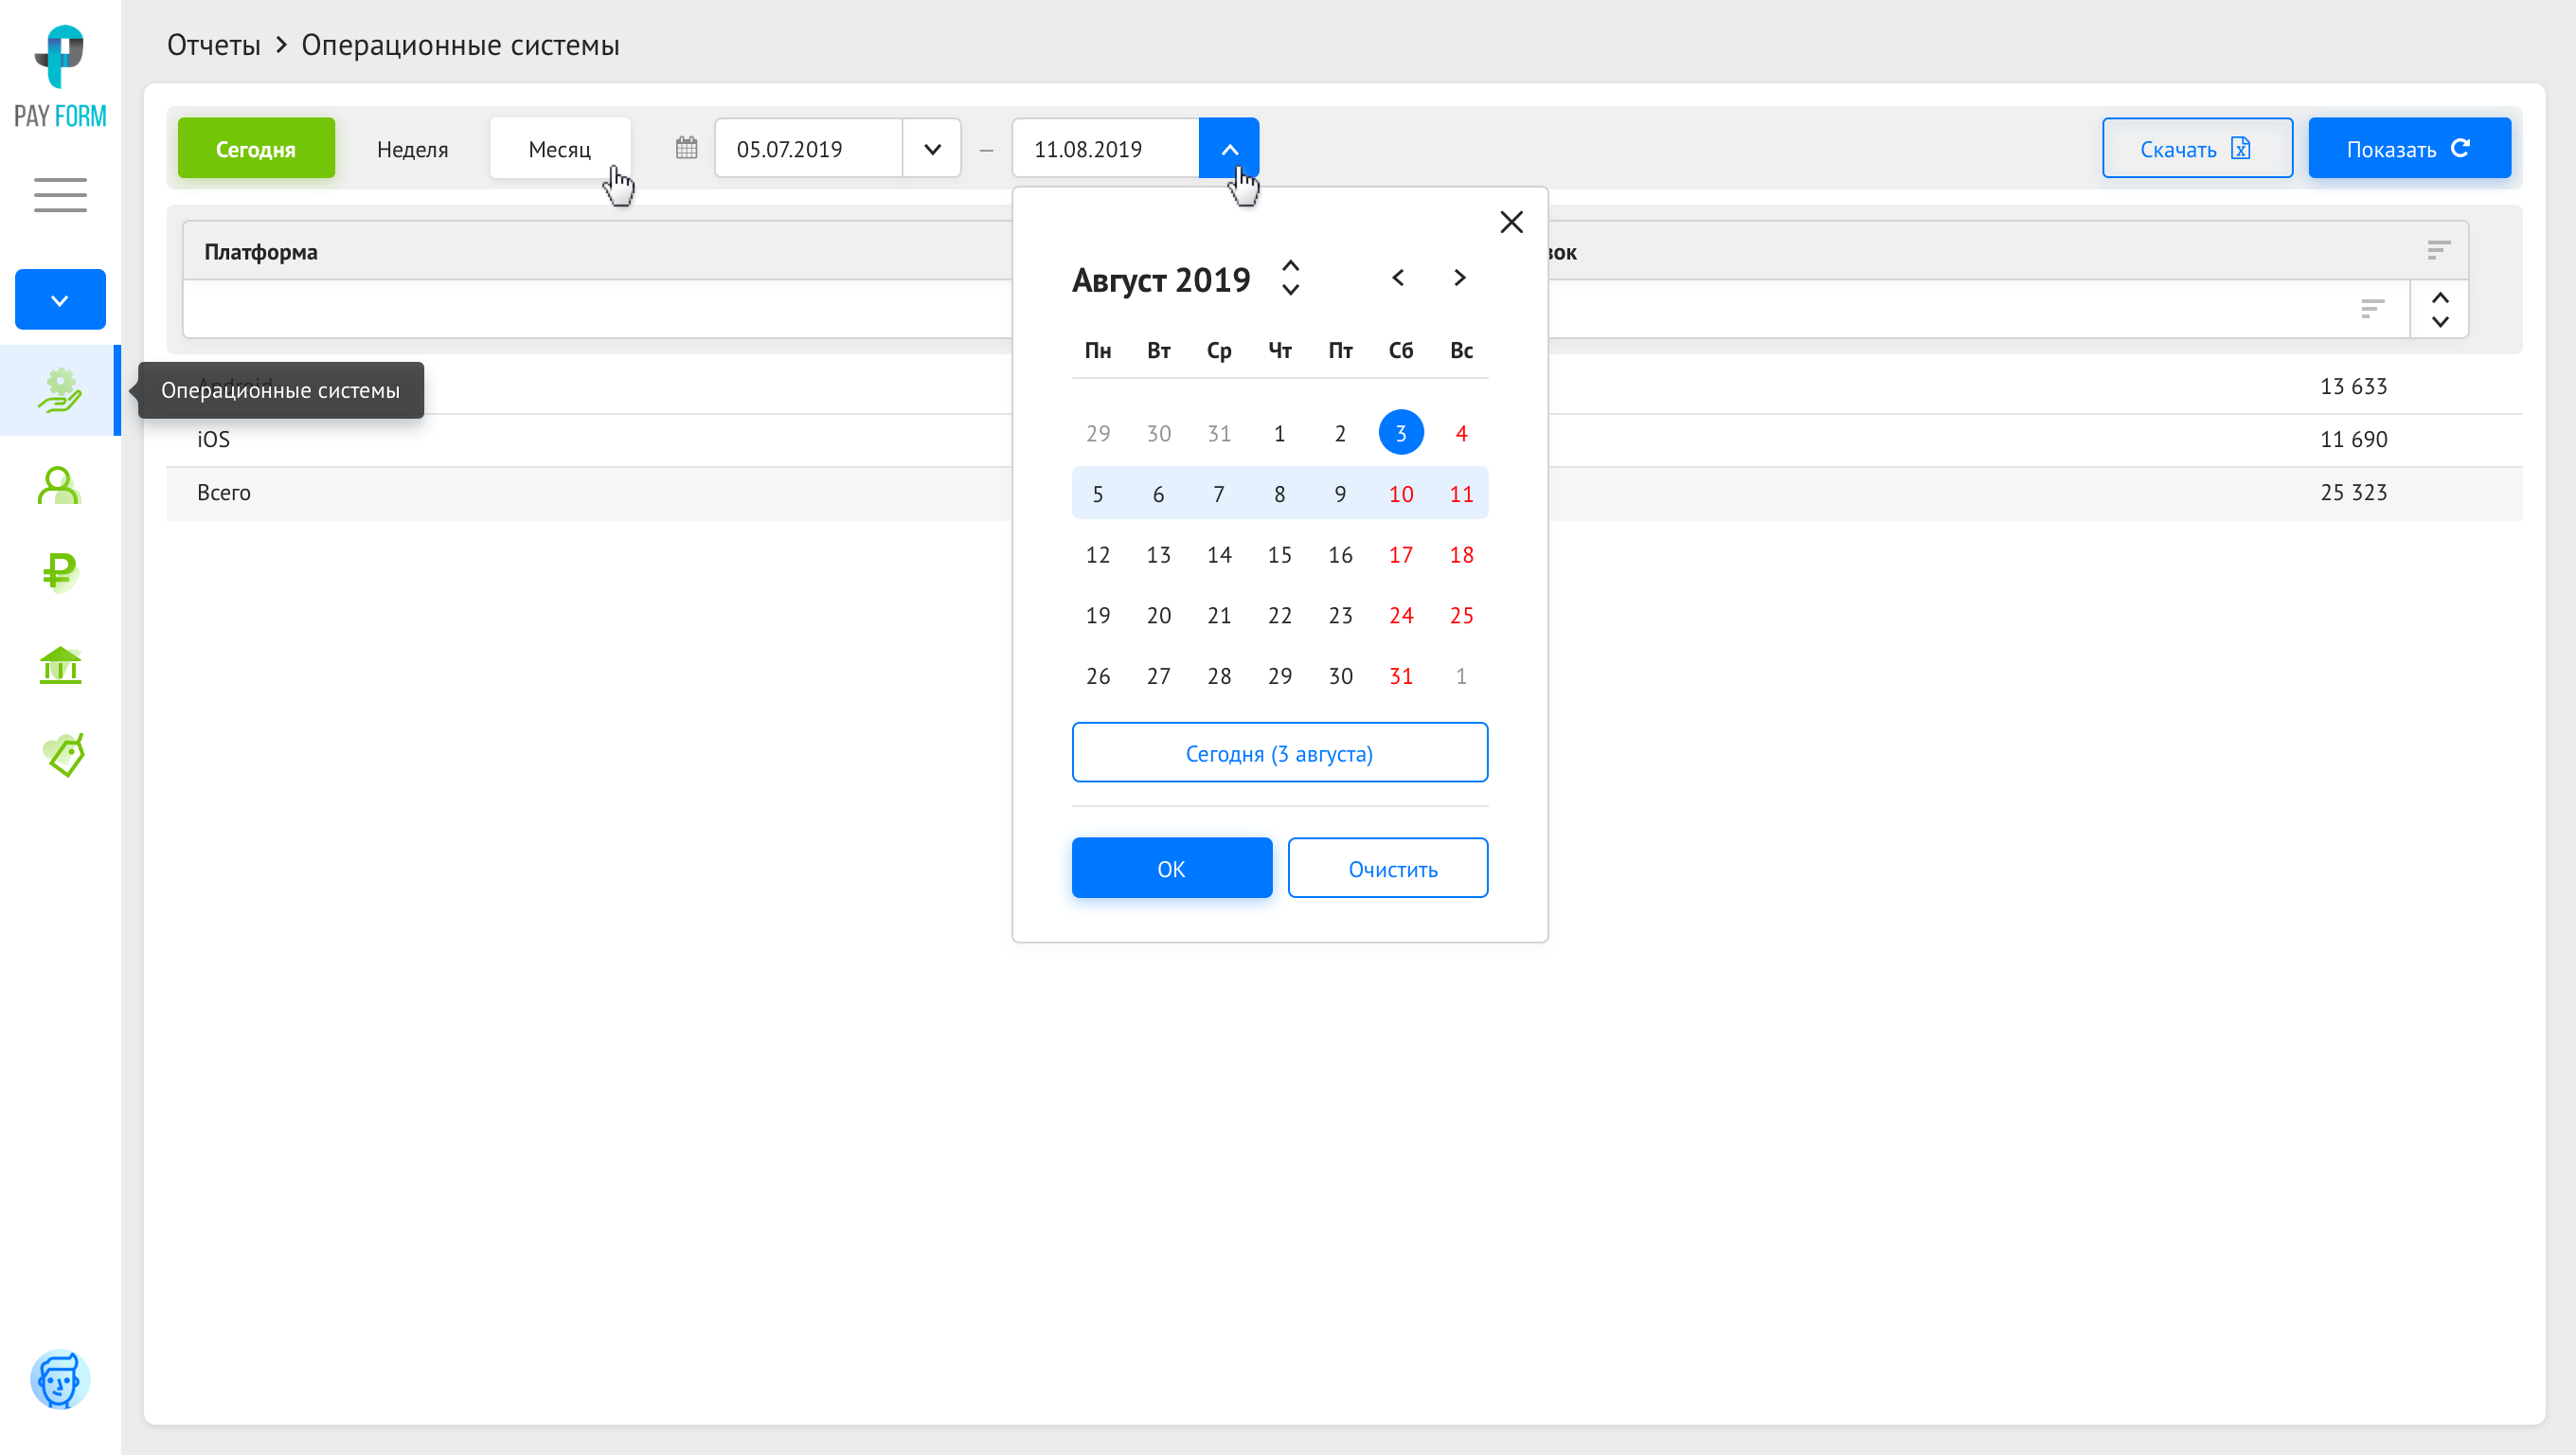 PAY FORM
Отчеты > Операционные системы
Сегодня Неделя Месяц 05.07.2019 – 11.08.2019 Скачать Показать
Платформа
Операционные системы
13 633
iOS 11 690
Всего 25 323
Август 2019
Пн Вт Ср Чт Пт Сб Вс
29 30 31 1 2 3 4
5 6 7 8 9 10 11
12 13 14 15 16 17 18
19 20 21 22 23 24 25
26 27 28 29 30 31 1
Сегодня (3 августа)
ОК Очистить